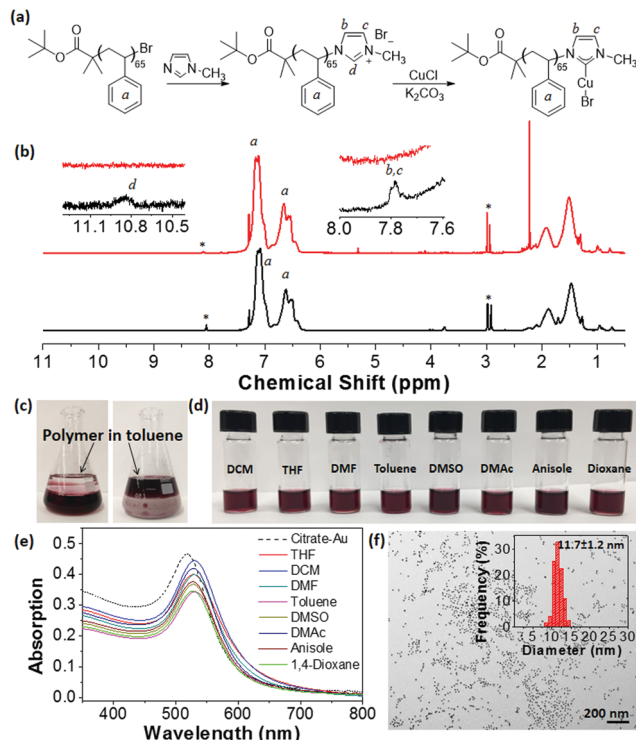 (a)
O
O
Br
65
a
N
N
CH3
O
O
N
65
a
b
c
Br−
N
+
CH3
d
CuCl
K2CO3
O
O
N
65
a
b
c
N
CH3
Cu
Br
(b)
d
11.1 10.8 10.5
a
a
b,c
8.0 7.8 7.6
*
*
a
a
*
*
11 10 9 8 7 6 5 4 3 2 1
Chemical Shift (ppm)
(c)
Polymer in toluene
(d)
DCM THF DMF Toluene DMSO DMAc Anisole Dioxane
(e)
Absorption
0.5
0.4
0.3
0.2
0.1
0.0
Citrate-Au
THF
DCM
DMF
Toluene
DMSO
DMAc
Anisole
1,4-Dioxane
400 500 600 700 800
Wavelength (nm)
(f)
Frequency (%)
30
20
10
0
11.7±1.2 nm
5 10 15 20 25 30
Diameter (nm)
200 nm